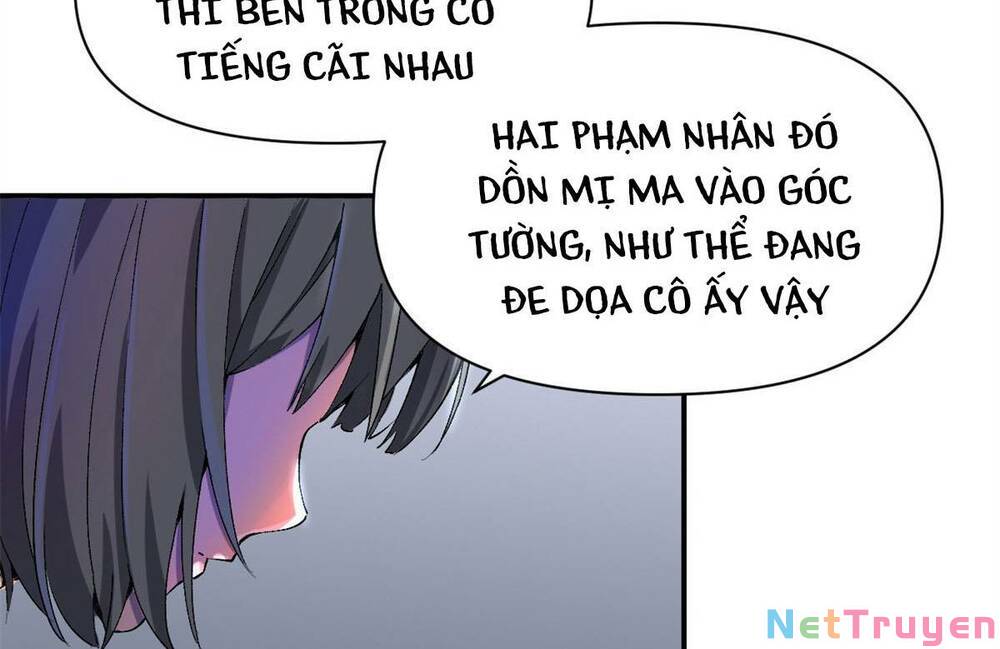 THÌ BÊN TRONG CÓ
TIẾNG CÃI NHAU
HAI PHẠM NHÂN ĐÓ
DỒN MỊ MA VÀO GÓC
TƯỜNG, NHƯ THỂ ĐANG
ĐE DỌA CÔ ẤY VẬY
NetTruyen